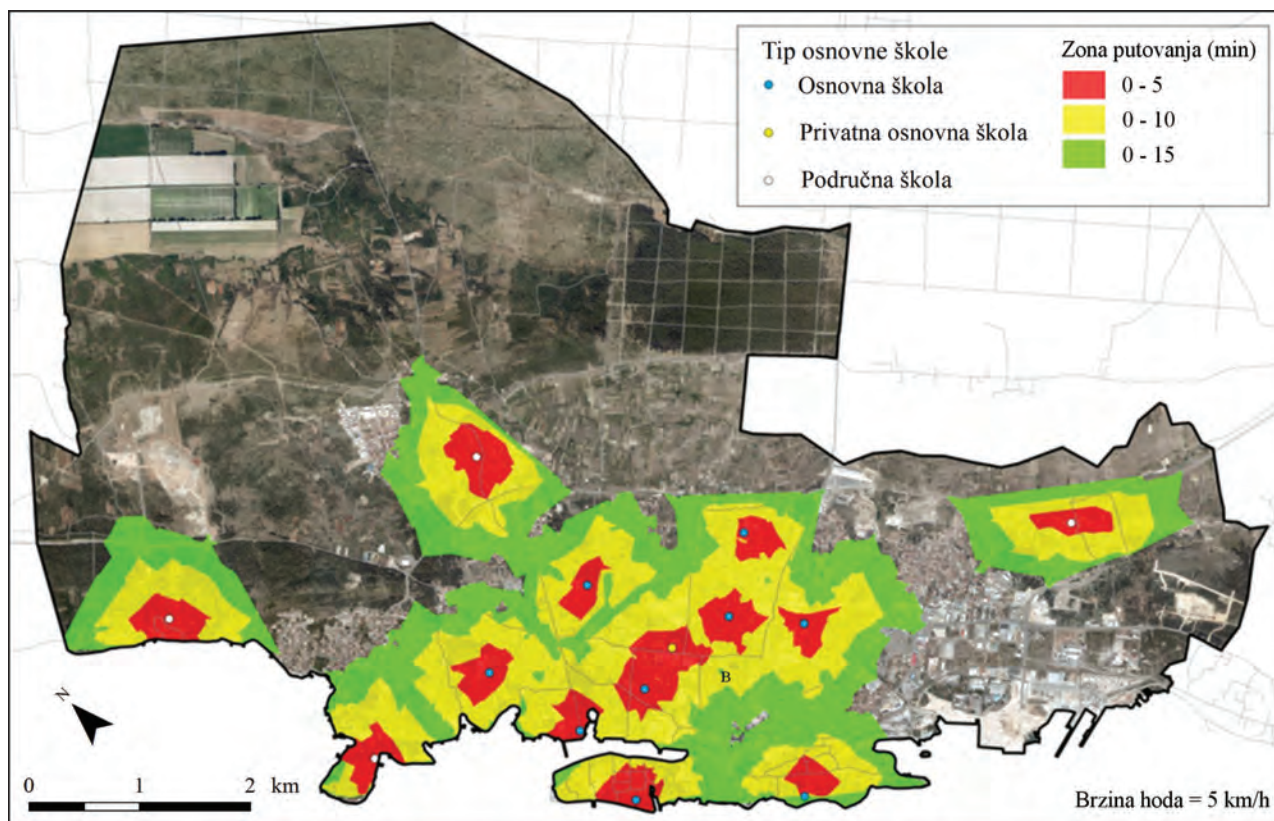 Tip osnovne škole
Osnovna škola
Privatna osnovna škola
Područna škola
Zona putovanja (min)
0 - 5
0 - 10
0 - 15
B
N
0 1 2 km
Brzina hoda = 5 km/h